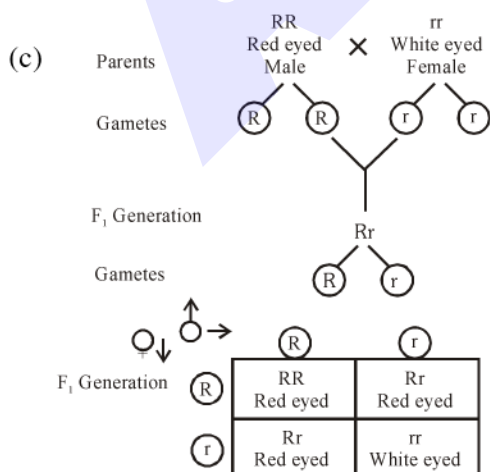 (c)
Parents
RR
Red eyed
Male
×
rr
White eyed
Female
Gametes
R R r r
F₁ Generation
Rr
Gametes
R r
♀ ♂
R r
F₁ Generation
R
RR
Red eyed
Rr
Red eyed
r
Rr
Red eyed
rr
White eyed